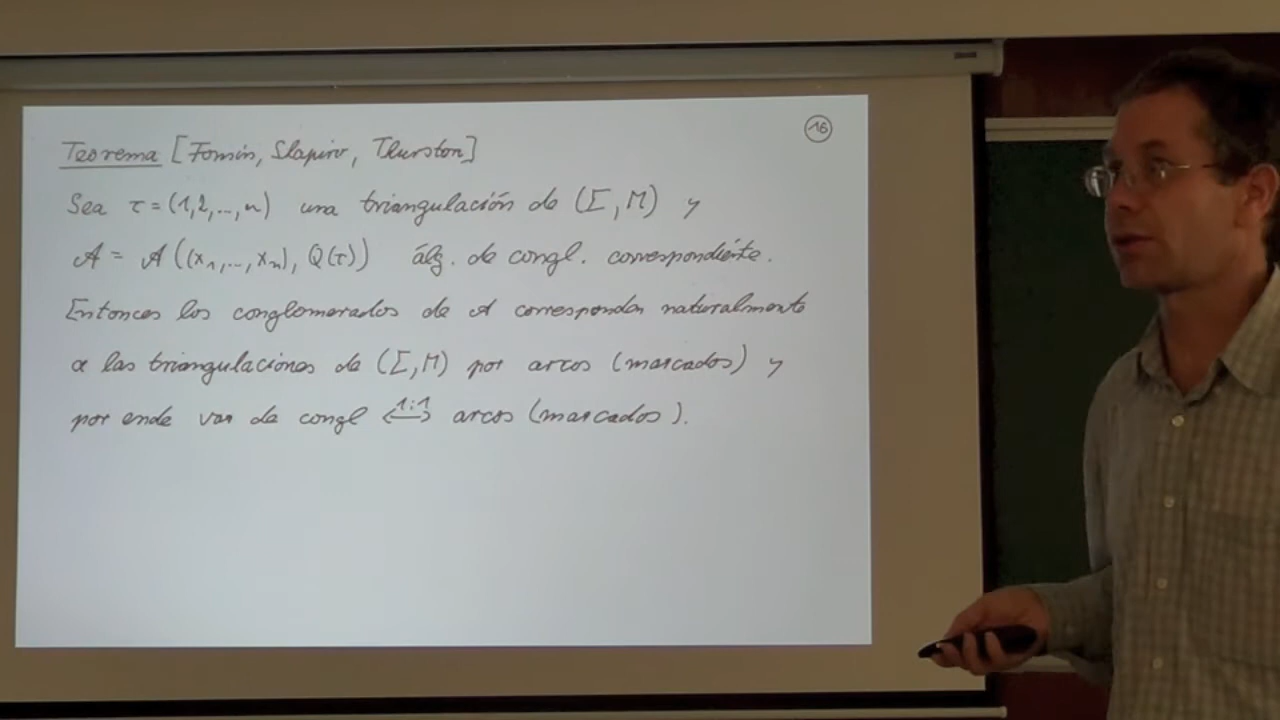 16
Teorema [Fomin, Shapiro, Thurston]
Sea τ = (1,2,...,n) una triangulación de (Σ, M) y
A = A((x₁,...,xₙ), Q(τ)) álg. de congl. correspondiente.
Entonces los conglomerados de A corresponden naturalmente
a las triangulaciones de (Σ, M) por arcos (marcados) y
por ende var de congl ⟷1:1 arcos (marcados).